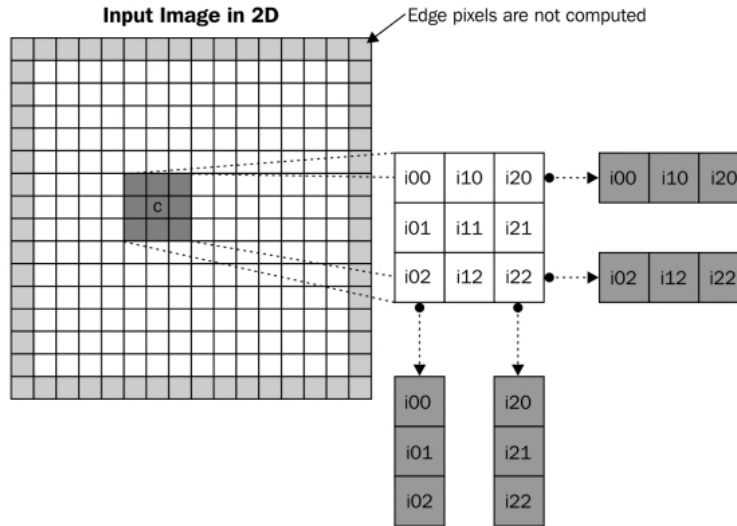 Input Image in 2D
Edge pixels are not computed
c
i00 i10 i20
i01 i11 i21
i02 i12 i22
i00 i10 i20
i02 i12 i22
i00
i01
i02
i20
i21
i22